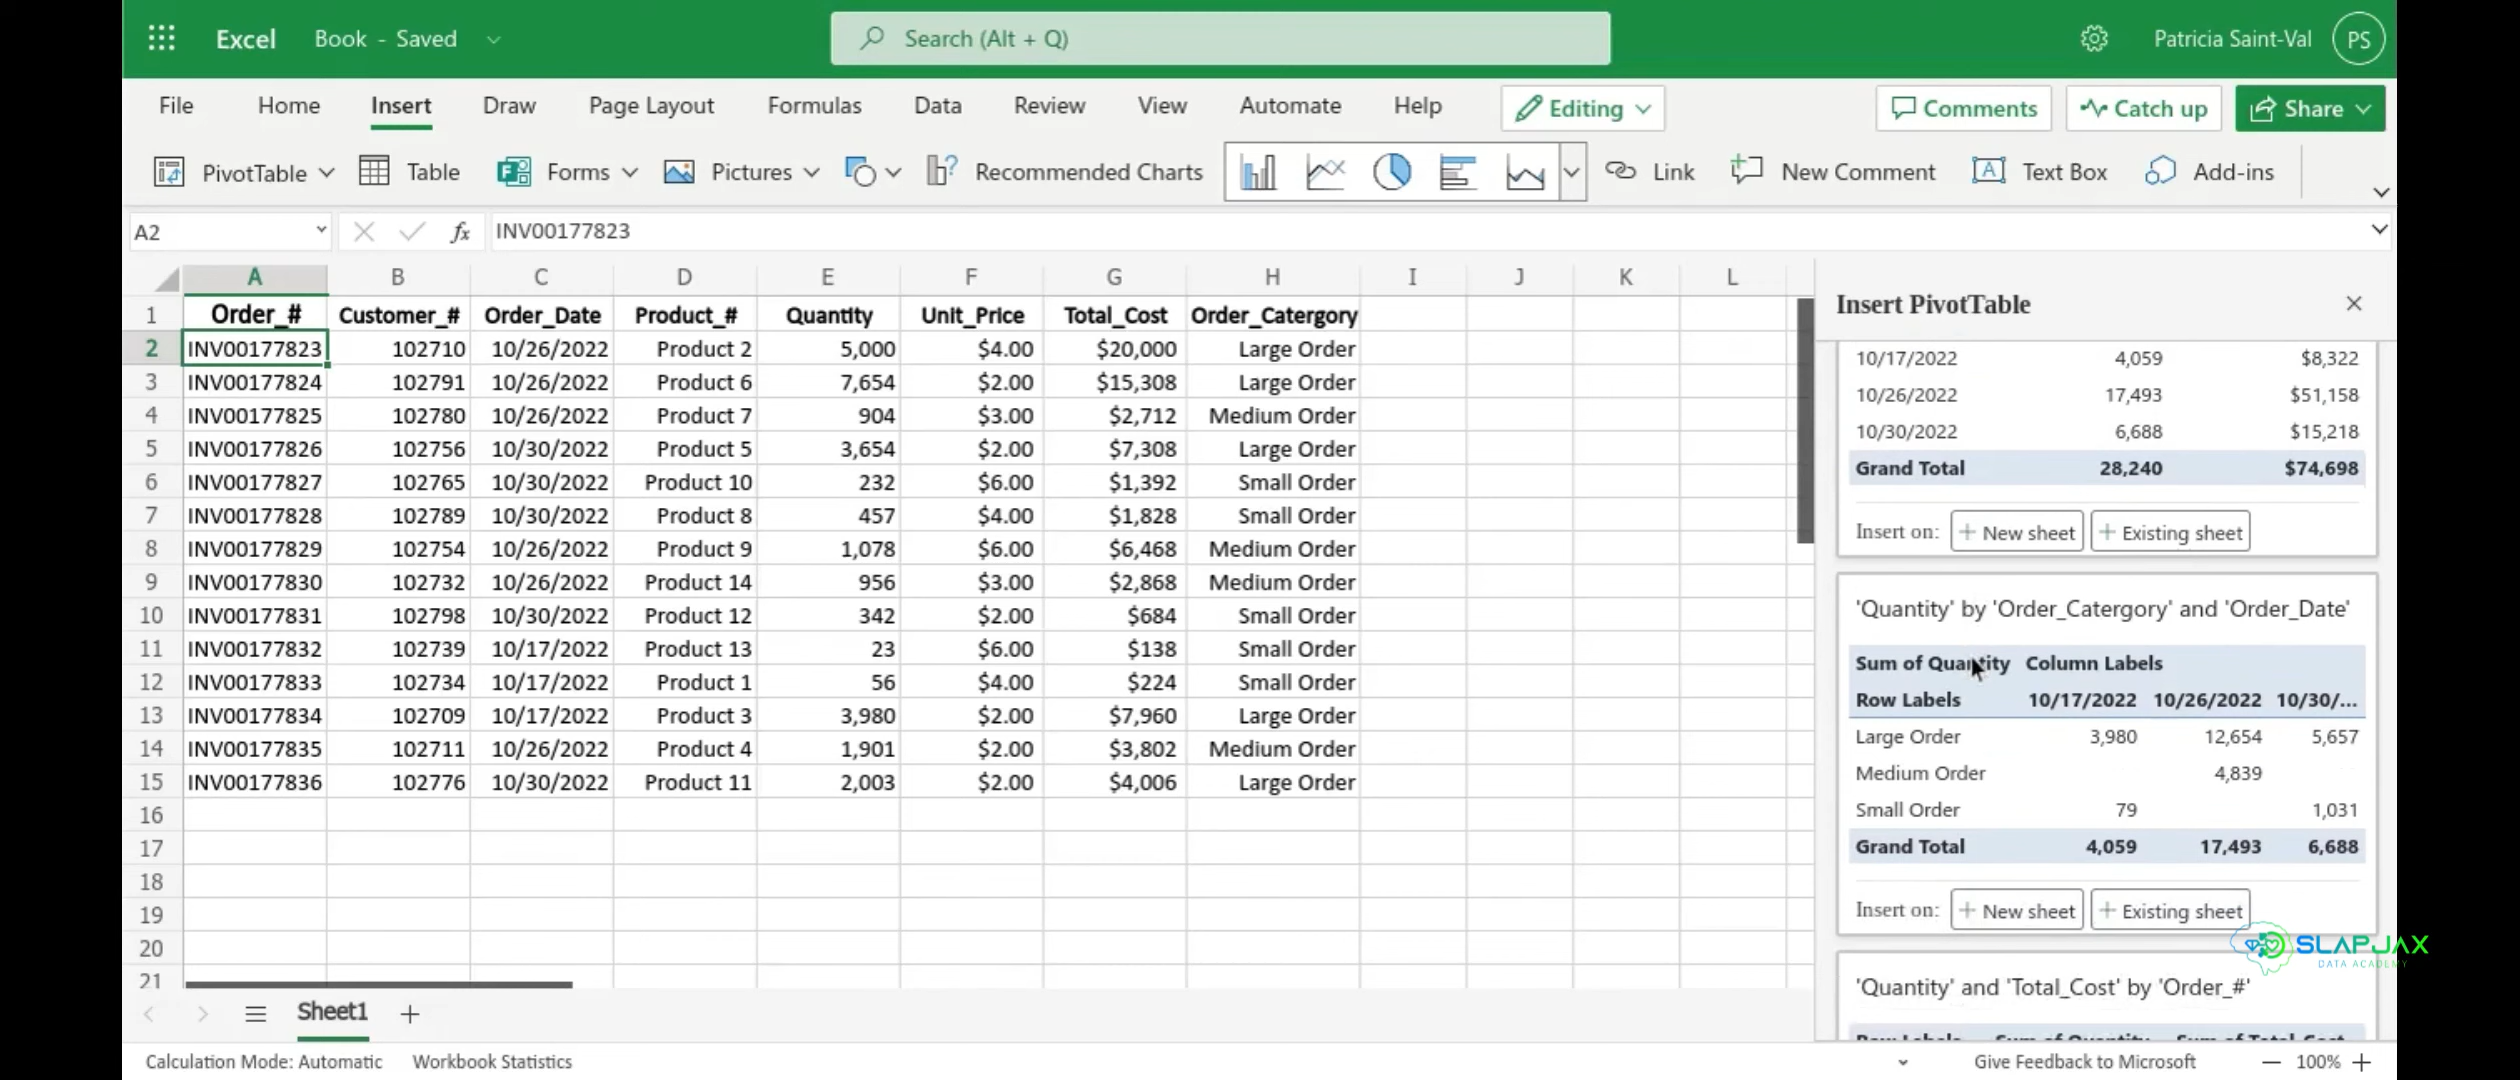 Excel Book - Saved Search (Alt + Q) Patricia Saint-Val PS
File Home Insert Draw Page Layout Formulas Data Review View Automate Help Editing Comments Catch up Share
PivotTable Table Forms Pictures Recommended Charts Link New Comment Text Box Add-ins
A2 fx INV00177823
A B C D E F G H I J K L
1 Order_# Customer_# Order_Date Product_# Quantity Unit_Price Total_Cost Order_Catergory
2 INV00177823 102710 10/26/2022 Product 2 5,000 $4.00 $20,000 Large Order
3 INV00177824 102791 10/26/2022 Product 6 7,654 $2.00 $15,308 Large Order
4 INV00177825 102780 10/26/2022 Product 7 904 $3.00 $2,712 Medium Order
5 INV00177826 102756 10/30/2022 Product 5 3,654 $2.00 $7,308 Large Order
6 INV00177827 102765 10/30/2022 Product 10 232 $6.00 $1,392 Small Order
7 INV00177828 102789 10/30/2022 Product 8 457 $4.00 $1,828 Small Order
8 INV00177829 102754 10/26/2022 Product 9 1,078 $6.00 $6,468 Medium Order
9 INV00177830 102732 10/26/2022 Product 14 956 $3.00 $2,868 Medium Order
10 INV00177831 102798 10/30/2022 Product 12 342 $2.00 $684 Small Order
11 INV00177832 102739 10/17/2022 Product 13 23 $6.00 $138 Small Order
12 INV00177833 102734 10/17/2022 Product 1 56 $4.00 $224 Small Order
13 INV00177834 102709 10/17/2022 Product 3 3,980 $2.00 $7,960 Large Order
14 INV00177835 102711 10/26/2022 Product 4 1,901 $2.00 $3,802 Medium Order
15 INV00177836 102776 10/30/2022 Product 11 2,003 $2.00 $4,006 Large Order
16
17
18
19
20
21
Insert PivotTable
10/17/2022 4,059 $8,322
10/26/2022 17,493 $51,158
10/30/2022 6,688 $15,218
Grand Total 28,240 $74,698
Insert on: + New sheet + Existing sheet
'Quantity' by 'Order_Catergory' and 'Order_Date'
Sum of Quantity Column Labels
Row Labels 10/17/2022 10/26/2022 10/30/...
Large Order 3,980 12,654 5,657
Medium Order 4,839
Small Order 79 1,031
Grand Total 4,059 17,493 6,688
Insert on: + New sheet + Existing sheet
SLAPJAX
DATA ACADEMY
'Quantity' and 'Total_Cost' by 'Order_#'
Row Labels Sum of Quantity Sum of Total_Cost
Sheet1
Calculation Mode: Automatic Workbook Statistics Give Feedback to Microsoft 100%